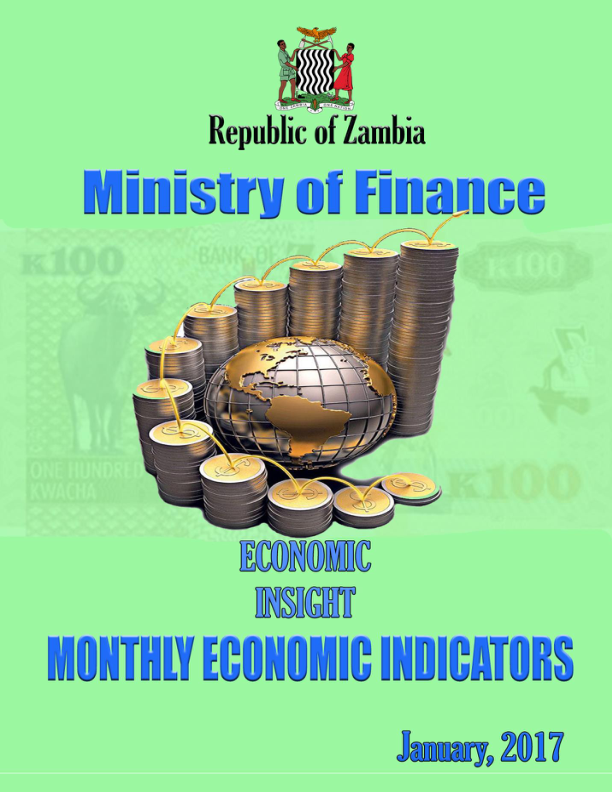 Republic of Zambia
Ministry of Finance
K100
BANK OF
K100
ONE HUNDRED
KWACHA
K100
ECONOMIC
INSIGHT
MONTHLY ECONOMIC INDICATORS
January, 2017